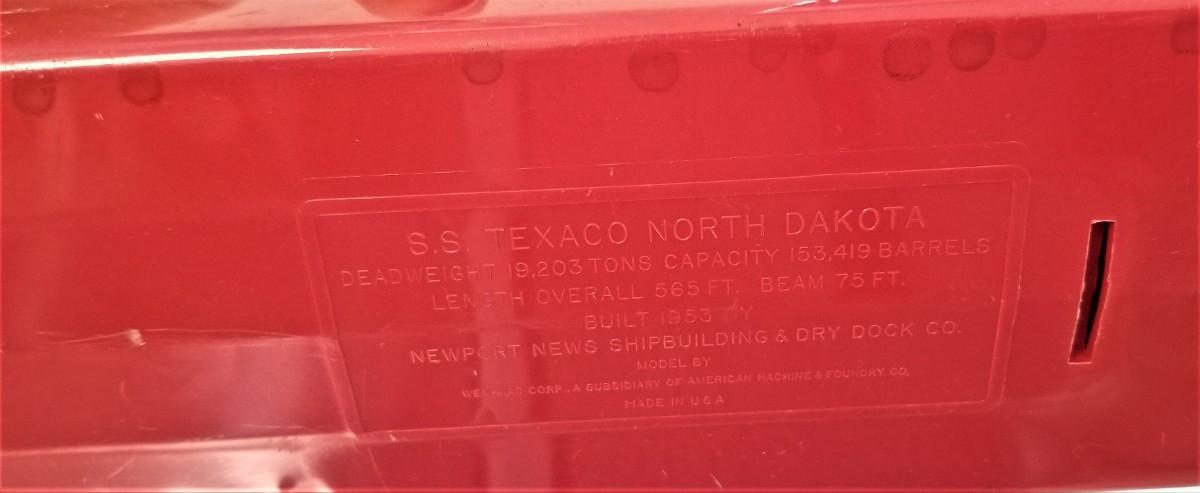 S.S. TEXACO NORTH DAKOTA
DEADWEIGHT 19,203 TONS CAPACITY 153,419 BARRELS
LENGTH OVERALL 565 FT. BEAM 75 FT.
BUILT 1953 BY
NEWPORT NEWS SHIPBUILDING & DRY DOCK CO.
MODEL BY
CORP., A SUBSIDIARY OF AMERICAN MACHINE & FOUNDRY CO.
MADE IN U S A